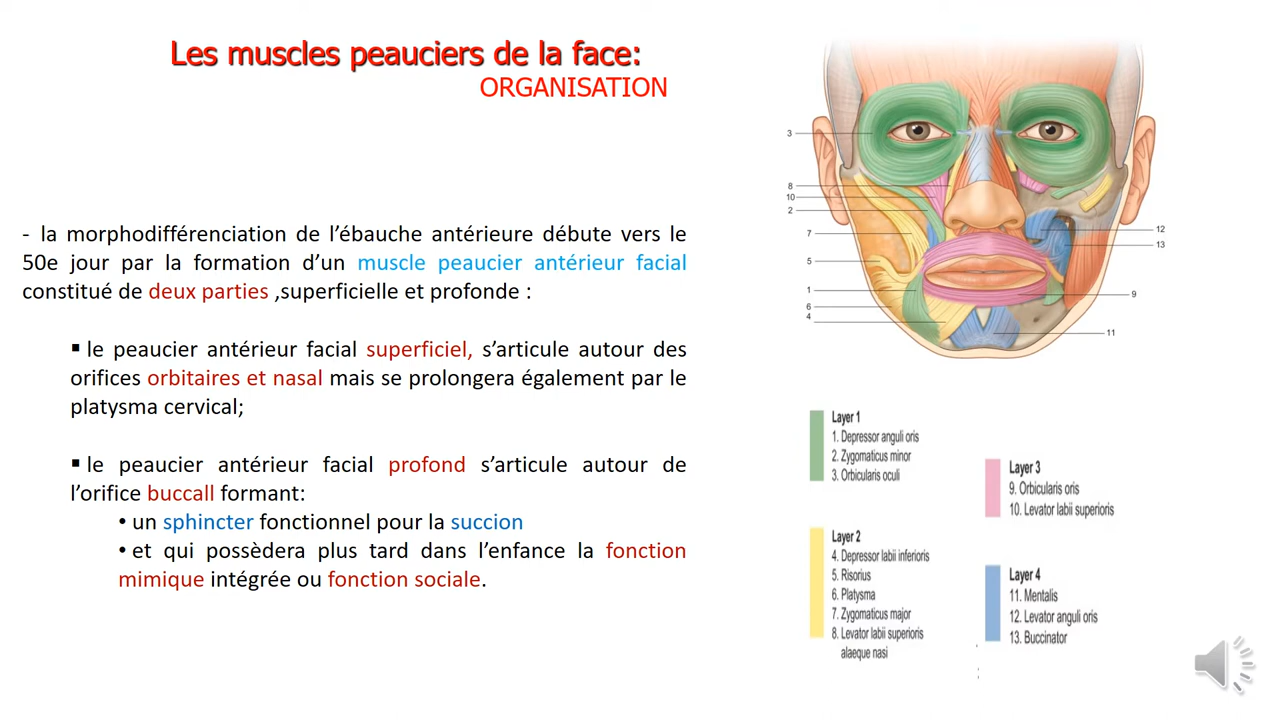 Les muscles peauciers de la face:
ORGANISATION
- la morphodifférenciation de l’ébauche antérieure débute vers le
50e jour par la formation d’un muscle peaucier antérieur facial
constitué de deux parties ,superficielle et profonde :
▪ le peaucier antérieur facial superficiel, s’articule autour des
orifices orbitaires et nasal mais se prolongera également par le
platysma cervical;
▪ le peaucier antérieur facial profond s’articule autour de
l’orifice buccall formant:
• un sphincter fonctionnel pour la succion
• et qui possèdera plus tard dans l’enfance la fonction
mimique intégrée ou fonction sociale.
3
8
10
2
7
5
1
6
4
12
13
9
11
Layer 1
1. Depressor anguli oris
2. Zygomaticus minor
3. Orbicularis oculi
Layer 2
4. Depressor labii inferioris
5. Risorius
6. Platysma
7. Zygomaticus major
8. Levator labii superioris
alaeque nasi
Layer 3
9. Orbicularis oris
10. Levator labii superioris
Layer 4
11. Mentalis
12. Levator anguli oris
13. Buccinator